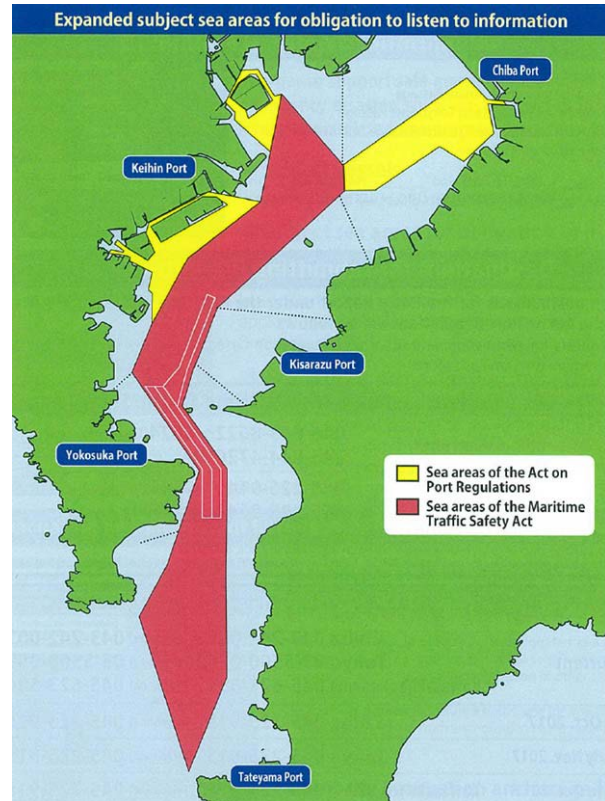 Expanded subject sea areas for obligation to listen to information
Chiba Port
Keihin Port
Kisarazu Port
Yokosuka Port
Sea areas of the Act on
Port Regulations
Sea areas of the Maritime
Traffic Safety Act
Tateyama Port